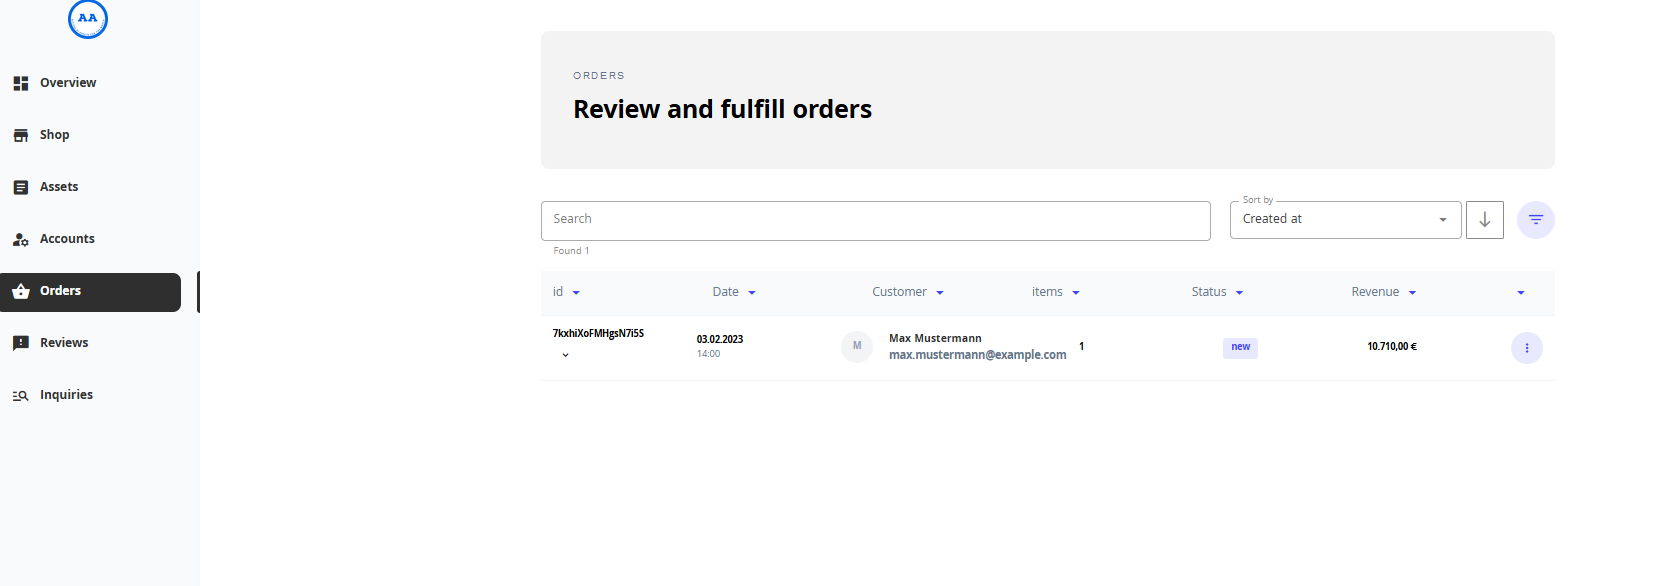 AA
Overview
Shop
Assets
Accounts
Orders
Reviews
Inquiries
ORDERS
Review and fulfill orders
Search
Found 1
Sort by
Created at
id Date Customer items Status Revenue
7kxhiXoFMHgsN7i5S
03.02.2023
14:00
M
Max Mustermann
max.mustermann@example.com
1
new
10.710,00 €